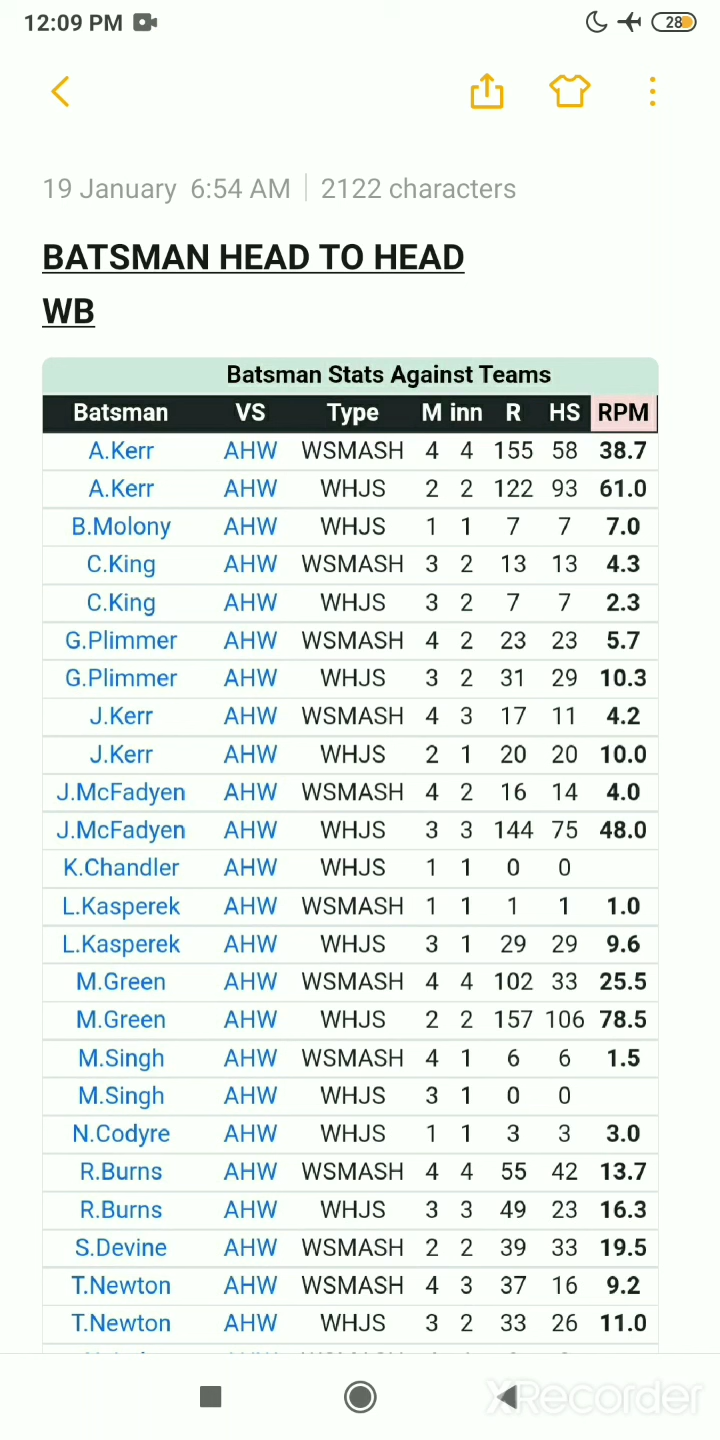 12:09 PM
28
19 January 6:54 AM | 2122 characters
BATSMAN HEAD TO HEAD
WB
Batsman Stats Against Teams
Batsman VS Type M inn R HS RPM
A.Kerr AHW WSMASH 4 4 155 58 38.7
A.Kerr AHW WHJS 2 2 122 93 61.0
B.Molony AHW WHJS 1 1 7 7 7.0
C.King AHW WSMASH 3 2 13 13 4.3
C.King AHW WHJS 3 2 7 7 2.3
G.Plimmer AHW WSMASH 4 2 23 23 5.7
G.Plimmer AHW WHJS 3 2 31 29 10.3
J.Kerr AHW WSMASH 4 3 17 11 4.2
J.Kerr AHW WHJS 2 1 20 20 10.0
J.McFadyen AHW WSMASH 4 2 16 14 4.0
J.McFadyen AHW WHJS 3 3 144 75 48.0
K.Chandler AHW WHJS 1 1 0 0
L.Kasperek AHW WSMASH 1 1 1 1 1.0
L.Kasperek AHW WHJS 3 1 29 29 9.6
M.Green AHW WSMASH 4 4 102 33 25.5
M.Green AHW WHJS 2 2 157 106 78.5
M.Singh AHW WSMASH 4 1 6 6 1.5
M.Singh AHW WHJS 3 1 0 0
N.Codyre AHW WHJS 1 1 3 3 3.0
R.Burns AHW WSMASH 4 4 55 42 13.7
R.Burns AHW WHJS 3 3 49 23 16.3
S.Devine AHW WSMASH 2 2 39 33 19.5
T.Newton AHW WSMASH 4 3 37 16 9.2
T.Newton AHW WHJS 3 2 33 26 11.0
XRecorder